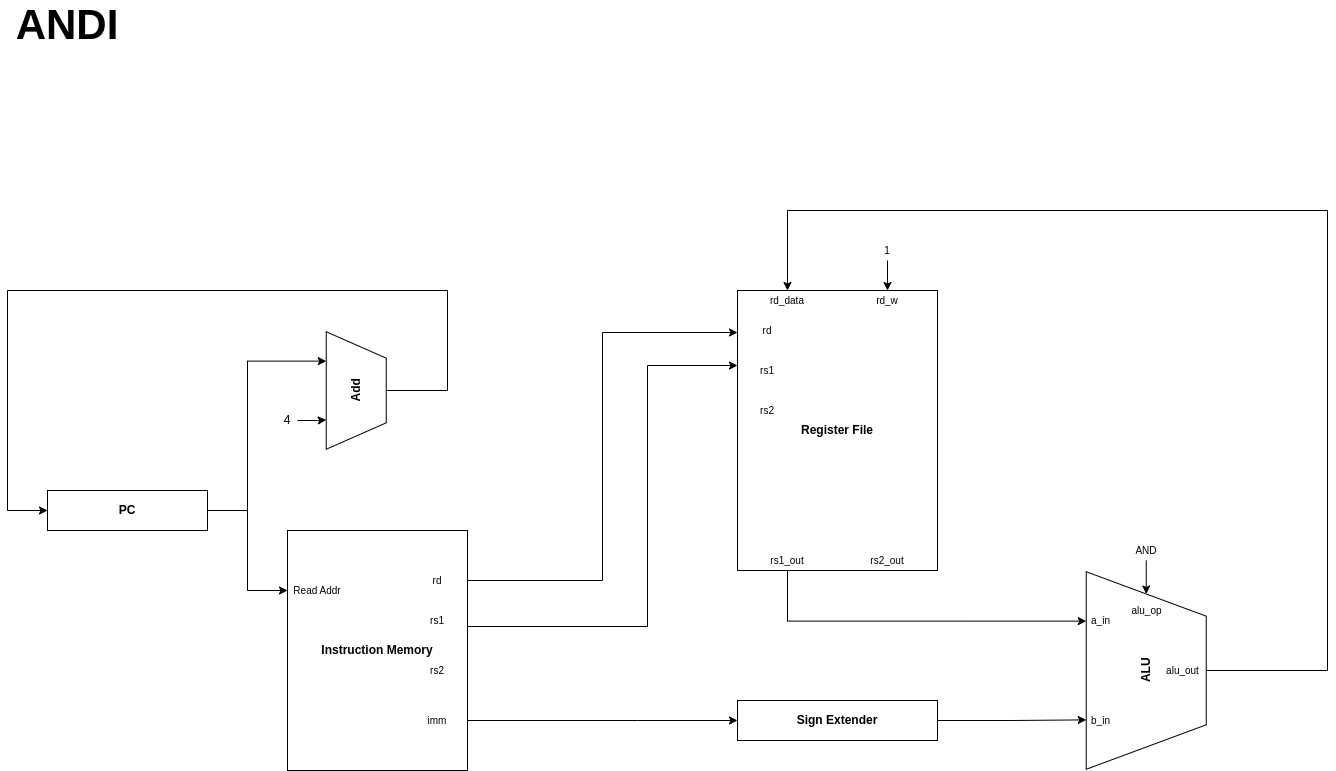 ANDI
1
rd_data
rd_w
rd
rs1
rs2
Register File
rs1_out
rs2_out
Add
4
PC
Read Addr
rd
rs1
Instruction Memory
rs2
imm
Sign Extender
AND
alu_op
a_in
ALU
alu_out
b_in